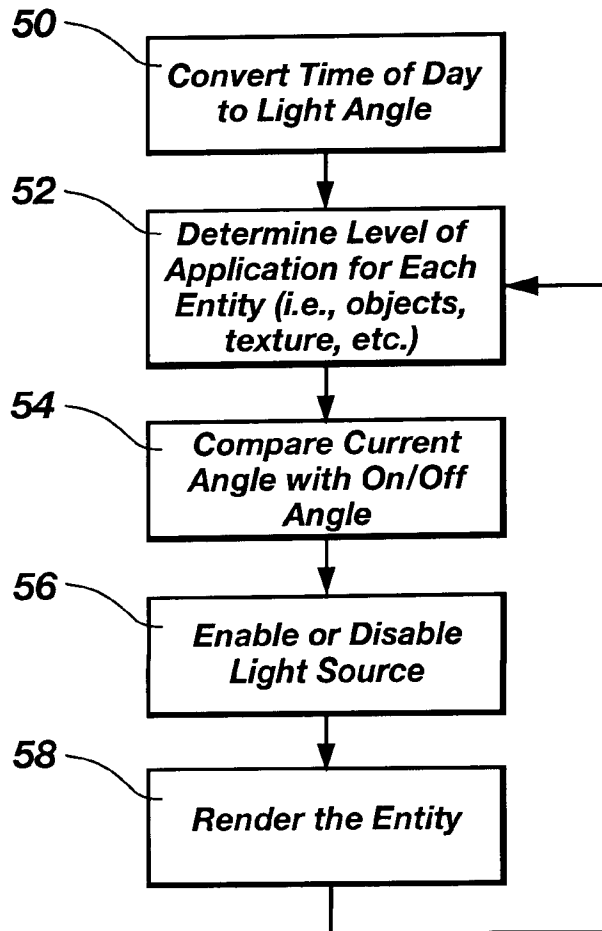 50
Convert Time of Day
to Light Angle
52
Determine Level of
Application for Each
Entity (i.e., objects,
texture, etc.)
54
Compare Current
Angle with On/Off
Angle
56
Enable or Disable
Light Source
58
Render the Entity